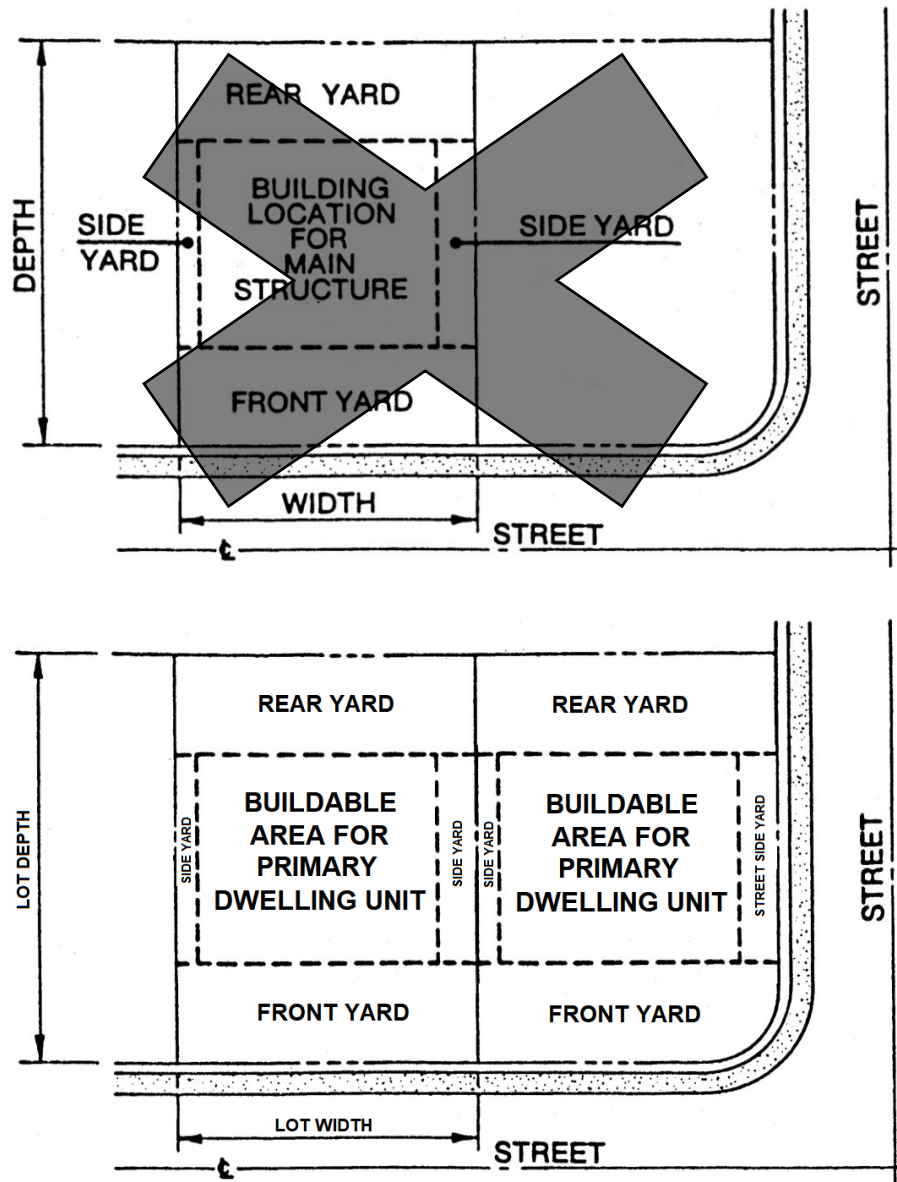 REAR YARD
BUILDING
LOCATION
FOR
MAIN
STRUCTURE
SIDE
YARD
SIDE YARD
DEPTH
STREET
FRONT YARD
WIDTH
STREET
℄
REAR YARD
REAR YARD
BUILDABLE
AREA FOR
PRIMARY
DWELLING UNIT
BUILDABLE
AREA FOR
PRIMARY
DWELLING UNIT
SIDE YARD
SIDE YARD
SIDE YARD
STREET SIDE YARD
LOT DEPTH
STREET
FRONT YARD
FRONT YARD
LOT WIDTH
STREET
℄